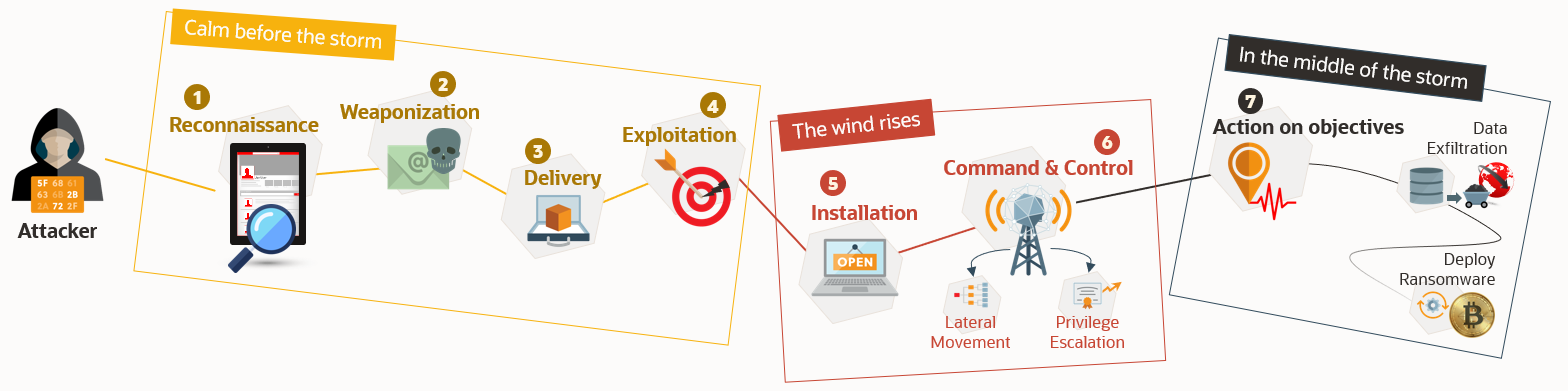 Calm before the storm
1
Reconnaissance
2
Weaponization
@
3
Delivery
4
Exploitation
5F 68 61
63 6B 2B
2A 72 2F
Attacker
The wind rises
5
Installation
OPEN
6
Command & Control
Lateral
Movement
Privilege
Escalation
In the middle of the storm
7
Action on objectives
Data
Exfiltration
Deploy
Ransomware